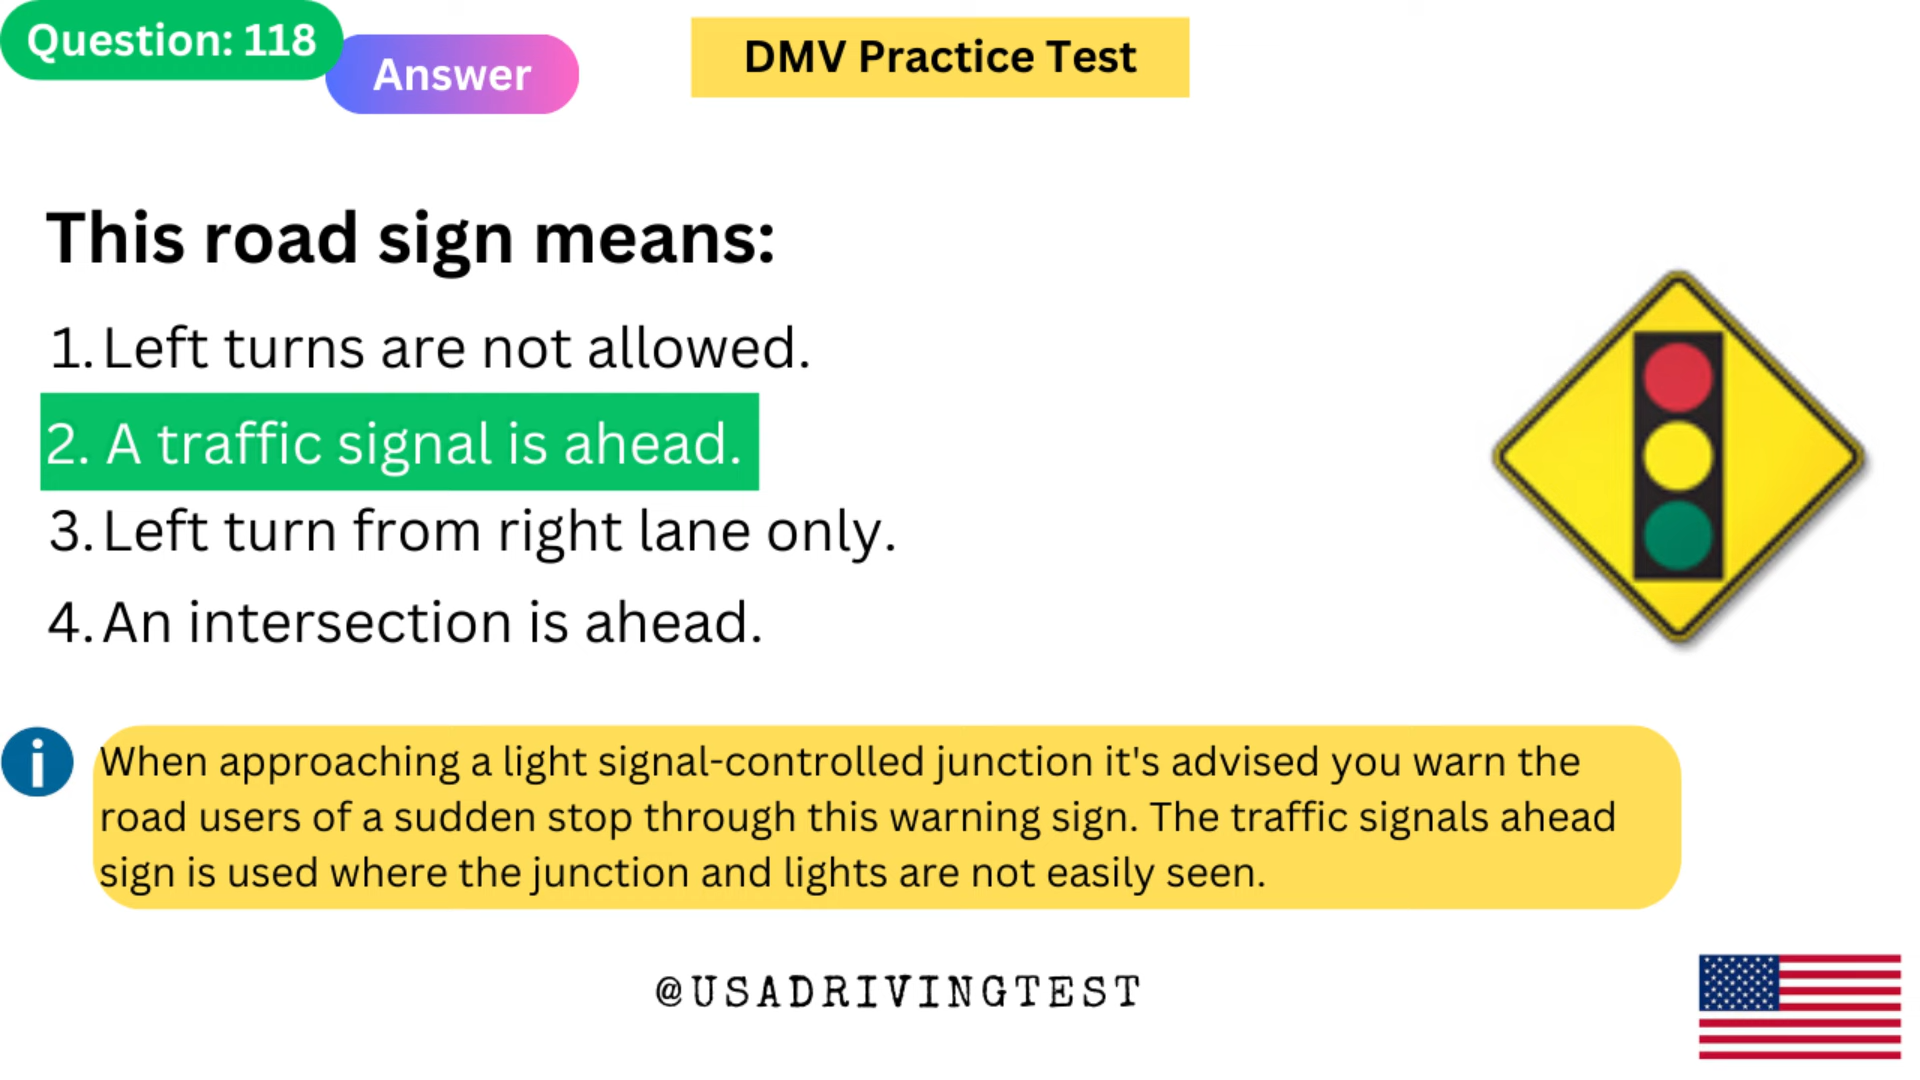 Question: 118
Answer
DMV Practice Test
This road sign means:
1. Left turns are not allowed.
2. A traffic signal is ahead.
3. Left turn from right lane only.
4. An intersection is ahead.
i
When approaching a light signal-controlled junction it's advised you warn the
road users of a sudden stop through this warning sign. The traffic signals ahead
sign is used where the junction and lights are not easily seen.
@USADRIVINGTEST